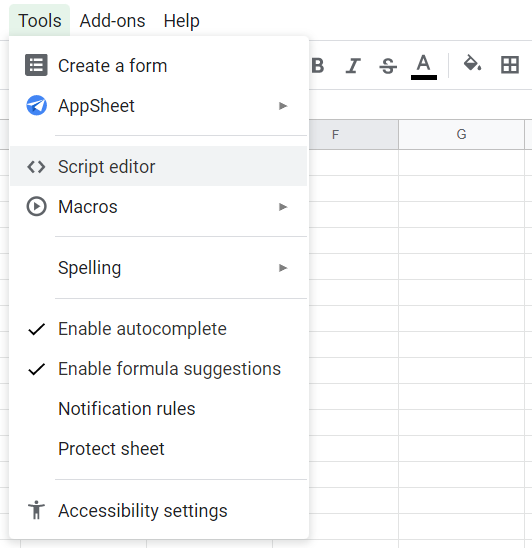 Tools Add-ons Help
Create a form
B I S A
AppSheet
F G
Script editor
Macros
Spelling
Enable autocomplete
Enable formula suggestions
Notification rules
Protect sheet
Accessibility settings